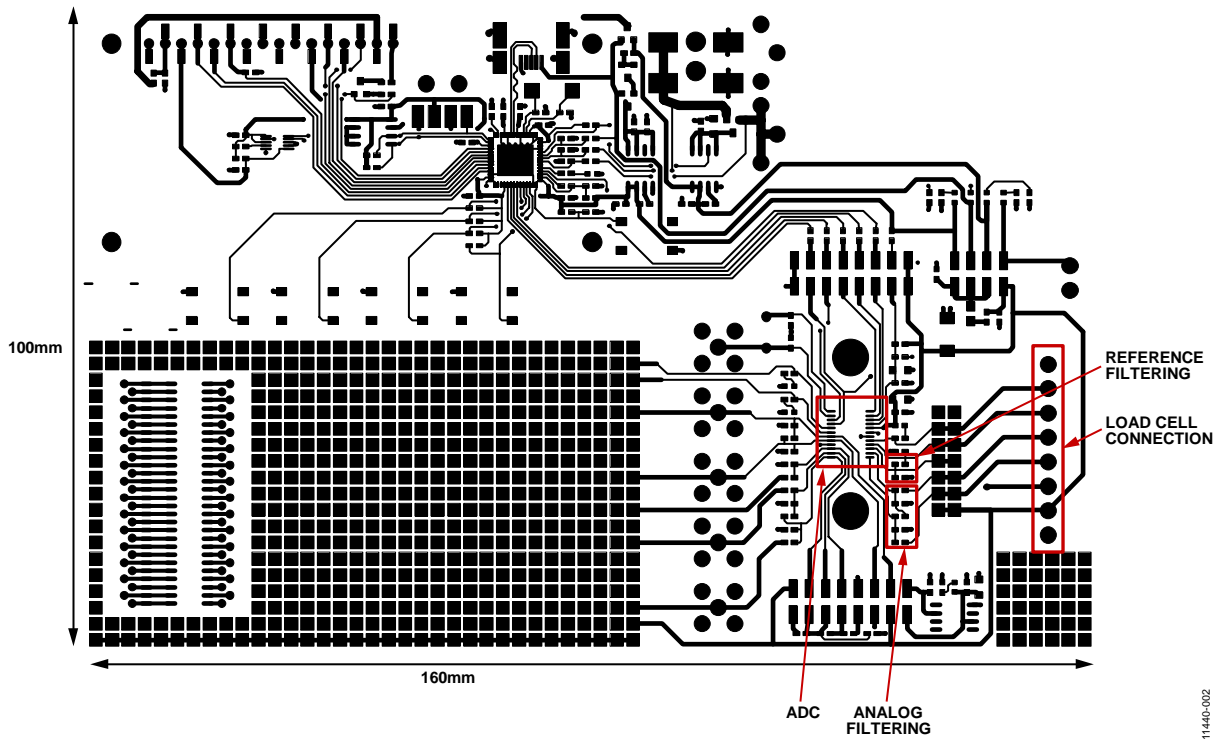 100mm
REFERENCE
FILTERING
LOAD CELL
CONNECTION
160mm
ADC
ANALOG
FILTERING
11440-002